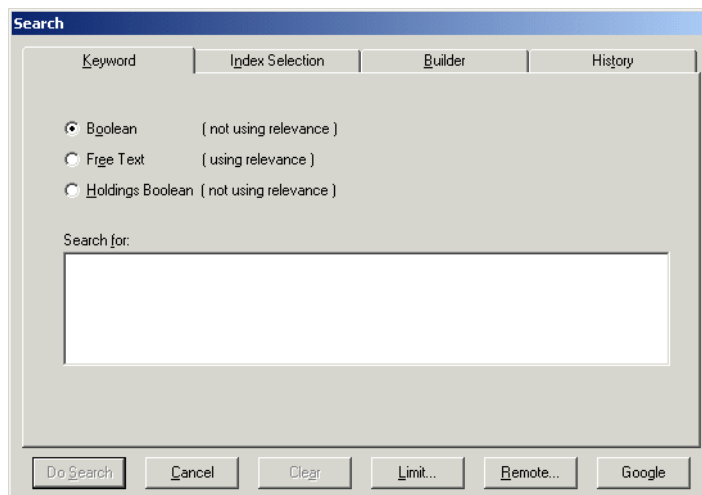 Search
Keyword Index Selection Builder History
Boolean ( not using relevance )
Free Text ( using relevance )
Holdings Boolean ( not using relevance )
Search for:
Do Search Cancel Clear Limit... Remote... Google